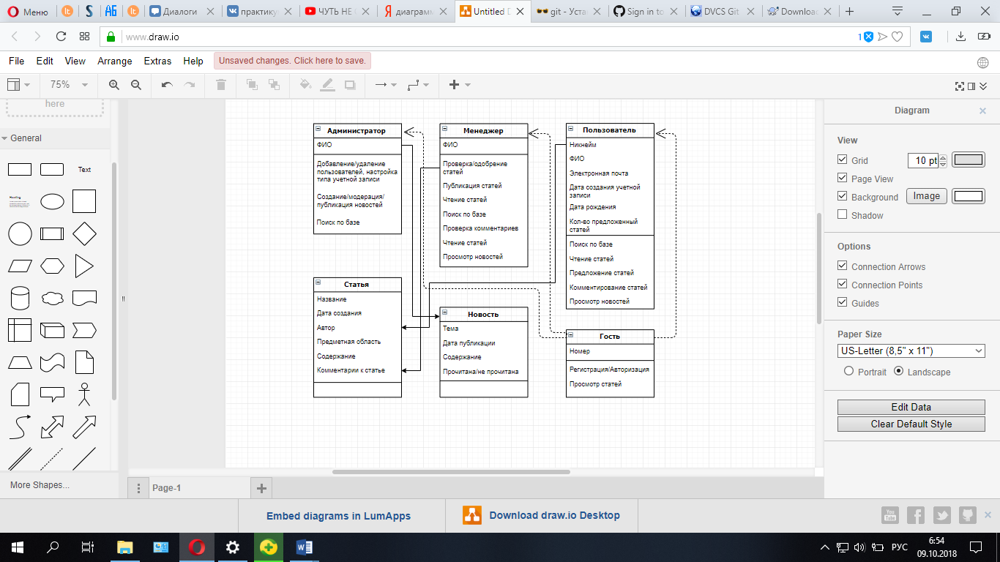 Меню
Диалоги
практику
ЧУТЬ НЕ
диаграмм
Untitled D
git - Уста
Sign in to
DVCS Git
Downloac
www.draw.io
1
File Edit View Arrange Extras Help Unsaved changes. Click here to save.
75%
here
General
Text
Heading
More Shapes...
Администратор
ФИО
Добавление/удаление
пользователей, настройка
типа учетной записи
Создание/модерация/
публикация новостей
Поиск по базе
Менеджер
ФИО
Проверка/одобрение
статей
Публикация статей
Чтение статей
Поиск по базе
Проверка комментариев
Чтение статей
Просмотр новостей
Пользователь
Никнейм
ФИО
Электронная почта
Дата создания учетной
записи
Дата рождения
Кол-во предложенный
статей
Поиск по базе
Чтение статей
Предложение статей
Комментирование статей
Просмотр новостей
Статья
Название
Дата создания
Автор
Предметная область
Содержание
Комментарии к статье
Новость
Тема
Дата публикации
Содержание
Прочитана/не прочитана
Гость
Номер
Регистрация/Авторизация
Просмотр статей
Diagram
View
Grid 10 pt
Page View
Background Image
Shadow
Options
Connection Arrows
Connection Points
Guides
Paper Size
US-Letter (8,5" x 11")
Portrait Landscape
Edit Data
Clear Default Style
Page-1
Embed diagrams in LumApps
Download draw.io Desktop
РУС
6:54
09.10.2018